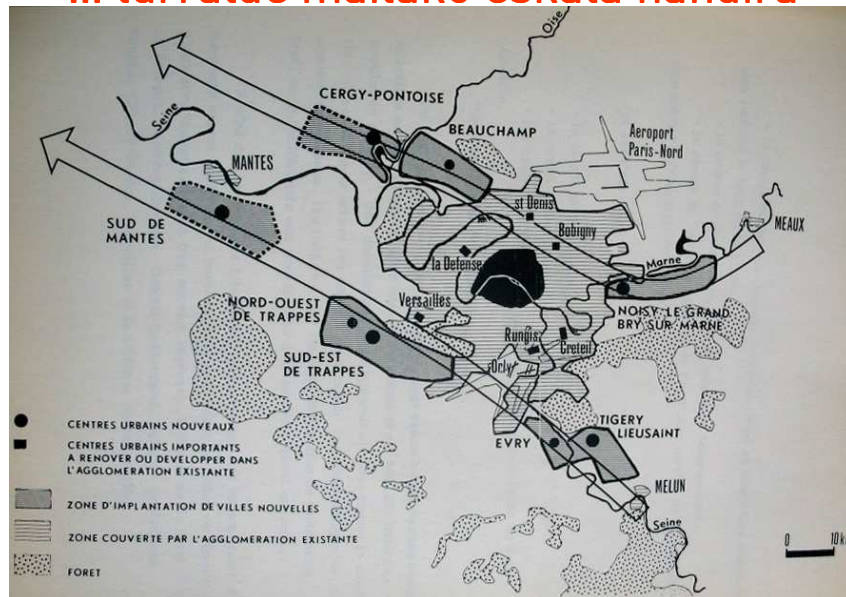 Oise
CERGY-PONTOISE
Seine
BEAUCHAMP
Aeroport
Paris-Nord
MANTES
St Denis
MEAUX
SUD DE
MANTES
Bobigny
la Defense
Marne
NORD-OUEST
DE TRAPPES
Versailles
NOISY LE GRAND
BRY SUR MARNE
SUD-EST
DE TRAPPES
Rungis
Creteil
Orly
TIGERY
LIEUSAINT
EVRY
MELUN
Seine
CENTRES URBAINS NOUVEAUX
CENTRES URBAINS IMPORTANTS
A RENOVER OU DEVELOPPER DANS
L'AGGLOMERATION EXISTANTE
ZONE D'IMPLANTATION DE VILLES NOUVELLES
ZONE COUVERTE PAR L'AGGLOMERATION EXISTANTE
FORET
0 10